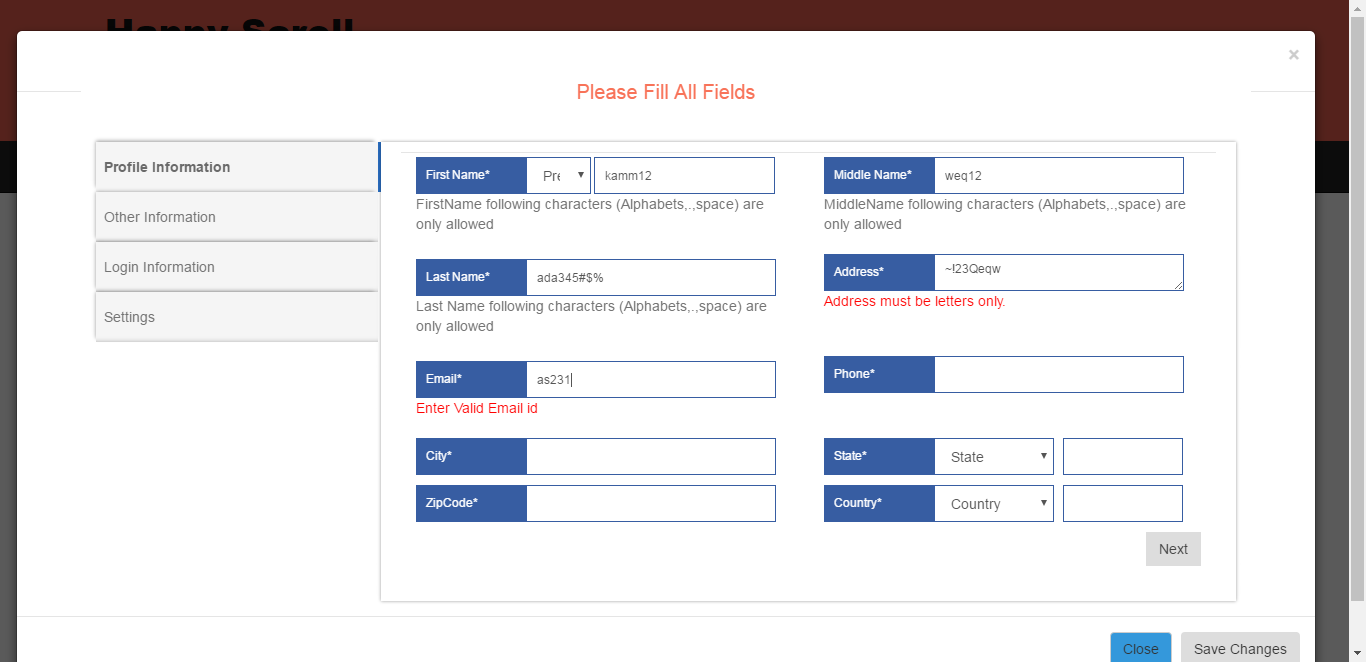 Happy Scroll
×
Please Fill All Fields
Profile Information
Other Information
Login Information
Settings
First Name*
Pre
kamm12
FirstName following characters (Alphabets,.,space) are
only allowed
Middle Name*
weq12
MiddleName following characters (Alphabets,.,space) are
only allowed
Last Name*
ada345#$%
Last Name following characters (Alphabets,.,space) are
only allowed
Address*
~!23Qeqw
Address must be letters only.
Email*
as231
Enter Valid Email id
Phone*
City*
State*
State
ZipCode*
Country*
Country
Next
Close
Save Changes